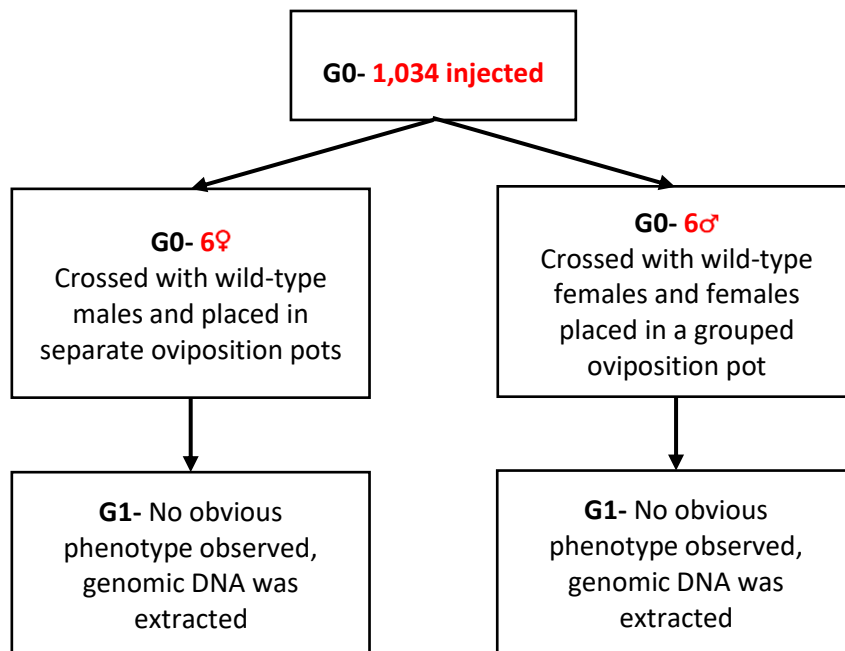 G0- 1,034 injected
G0- 6♀
Crossed with wild-type
males and placed in
separate oviposition pots
G0- 6♂
Crossed with wild-type
females and females
placed in a grouped
oviposition pot
G1- No obvious
phenotype observed,
genomic DNA was
extracted
G1- No obvious
phenotype observed,
genomic DNA was
extracted